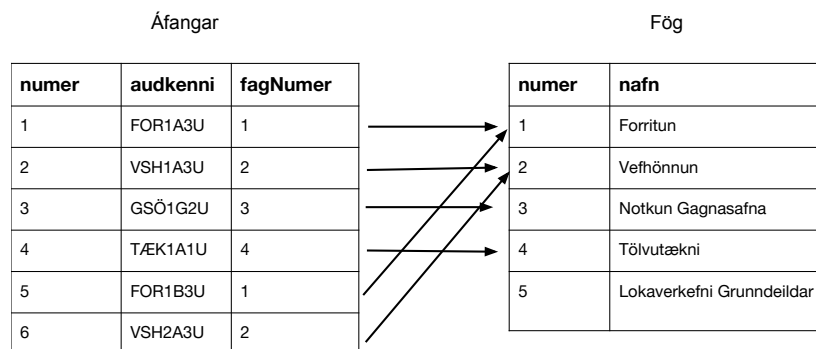 Áfangar
numer audkenni fagNumer
1 FOR1A3U 1
2 VSH1A3U 2
3 GSÖ1G2U 3
4 TÆK1A1U 4
5 FOR1B3U 1
6 VSH2A3U 2
Fög
numer nafn
1 Forritun
2 Vefhönnun
3 Notkun Gagnasafna
4 Tölvutækni
5 Lokaverkefni Grunndeildar